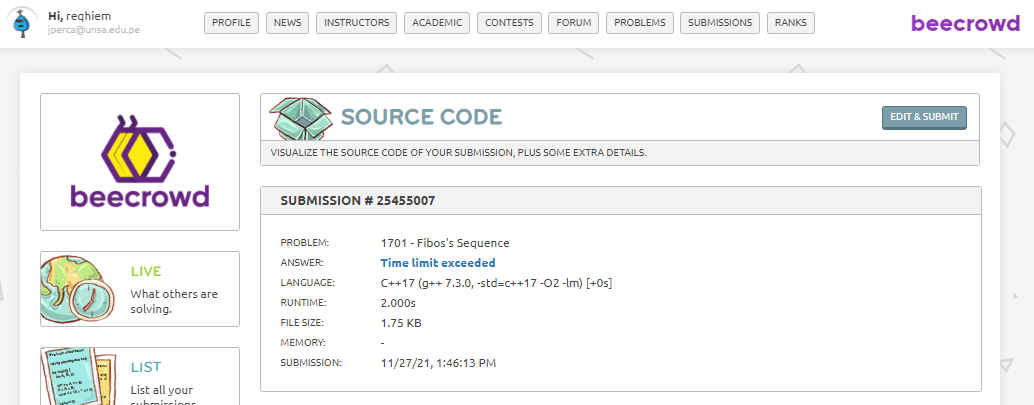 Hi, reqhiem
jperca@unsa.edu.pe
PROFILE NEWS INSTRUCTORS ACADEMIC CONTESTS FORUM PROBLEMS SUBMISSIONS RANKS
beecrowd
beecrowd
LIVE
What others are
solving.
LIST
List all your
submissions
SOURCE CODE
EDIT & SUBMIT
VISUALIZE THE SOURCE CODE OF YOUR SUBMISSION, PLUS SOME EXTRA DETAILS.
SUBMISSION # 25455007
PROBLEM: 1701 - Fibos's Sequence
ANSWER: Time limit exceeded
LANGUAGE: C++17 (g++ 7.3.0, -std=c++17 -O2 -lm) [+0s]
RUNTIME: 2.000s
FILE SIZE: 1.75 KB
MEMORY: -
SUBMISSION: 11/27/21, 1:46:13 PM